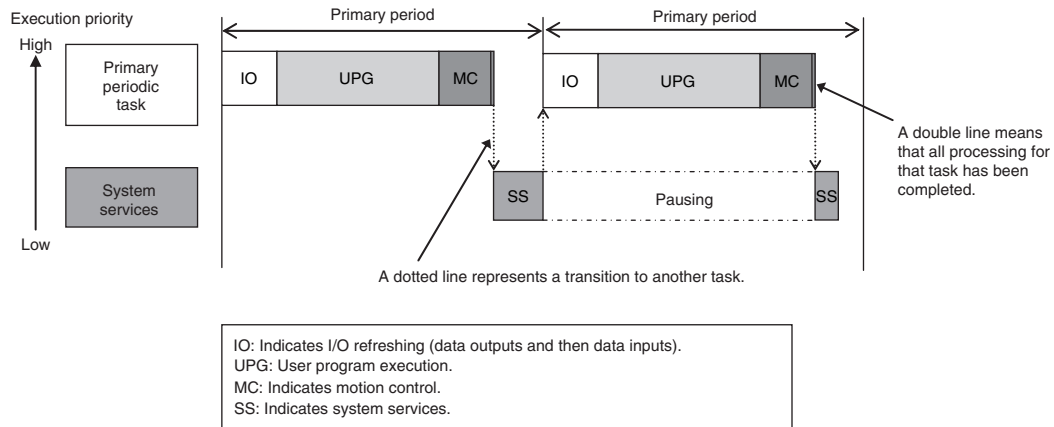 Execution priority
High
Primary
periodic
task
System
services
Low
Primary period
Primary period
IO
UPG
MC
IO
UPG
MC
SS
Pausing
SS
A double line means
that all processing for
that task has been
completed.
A dotted line represents a transition to another task.
IO: Indicates I/O refreshing (data outputs and then data inputs).
UPG: User program execution.
MC: Indicates motion control.
SS: Indicates system services.